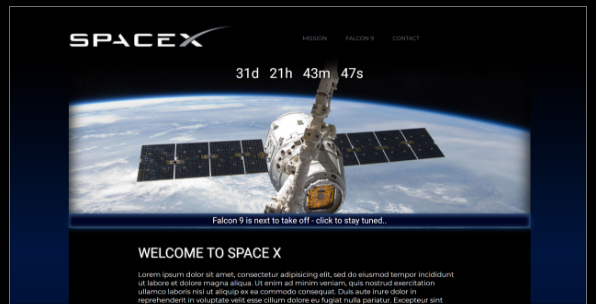 SPACEX
MISSION FALCON 9 CONTACT
31d 21h 43m 47s
Falcon 9 is next to take off - click to stay tuned..
WELCOME TO SPACE X
Lorem ipsum dolor sit amet, consectetur adipisicing elit, sed do eiusmod tempor incididunt
ut labore et dolore magna aliqua. Ut enim ad minim veniam, quis nostrud exercitation
ullamco laboris nisi ut aliquip ex ea commodo consequat. Duis aute irure dolor in
reprehenderit in voluptate velit esse cillum dolore eu fugiat nulla pariatur. Excepteur sint